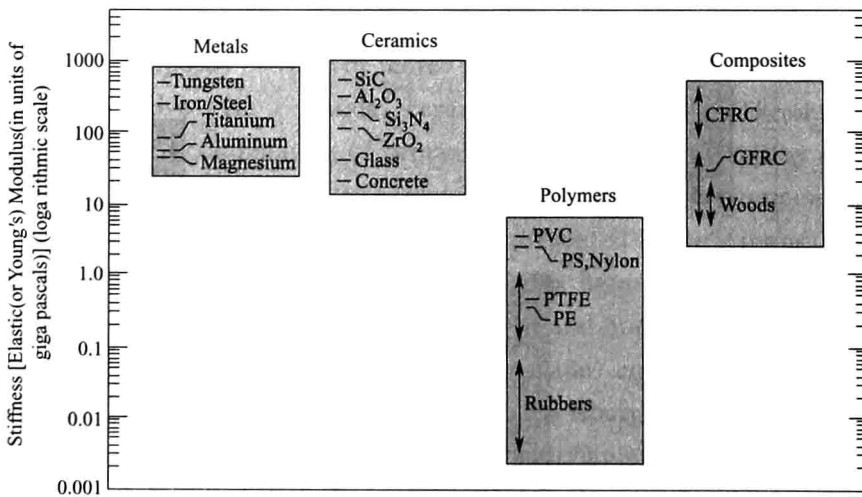 Stiffness [Elastic(or Young's) Modulus(in units of
giga pascals)] (loga rithmic scale)
1000
100
10
1.0
0.1
0.01
0.001
Metals
Tungsten
Iron/Steel
Titanium
Aluminum
Magnesium
Ceramics
SiC
Al₂O₃
Si₃N₄
ZrO₂
Glass
Concrete
Polymers
PVC
PS,Nylon
PTFE
PE
Rubbers
Composites
CFRC
GFRC
Woods